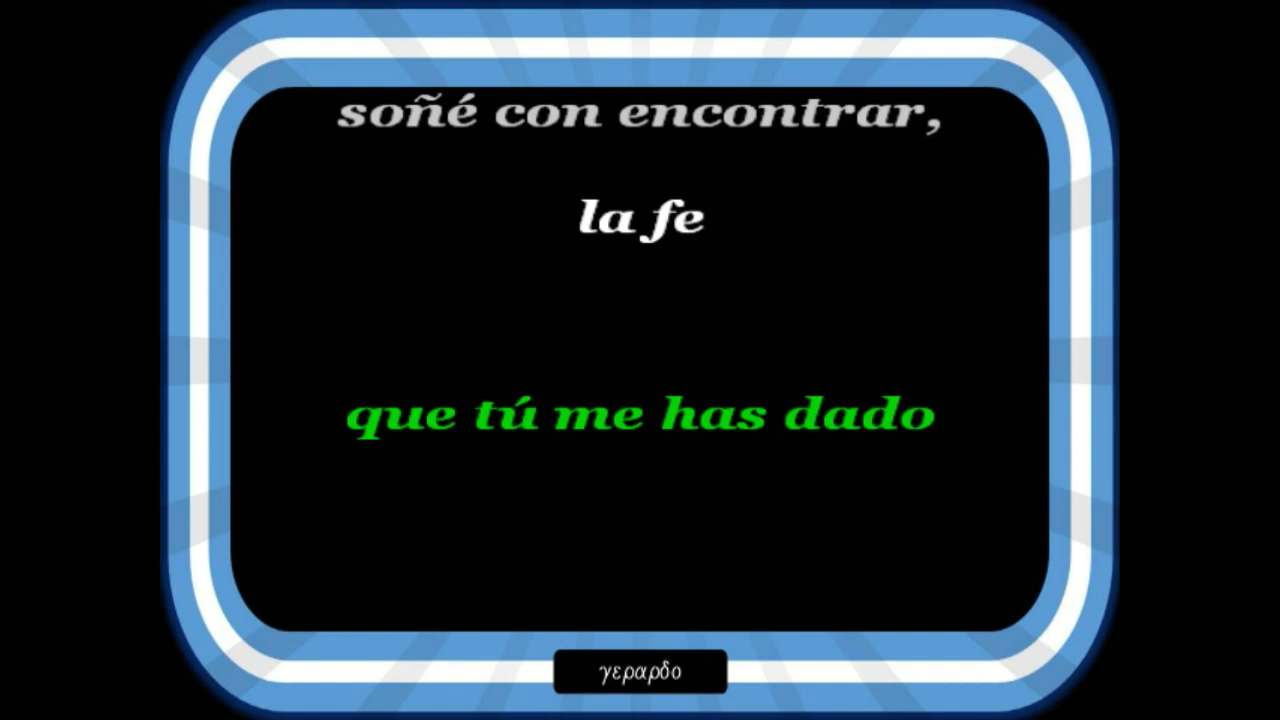 soñé con encontrar,
la fe
que tú me has dado
γεραρδο